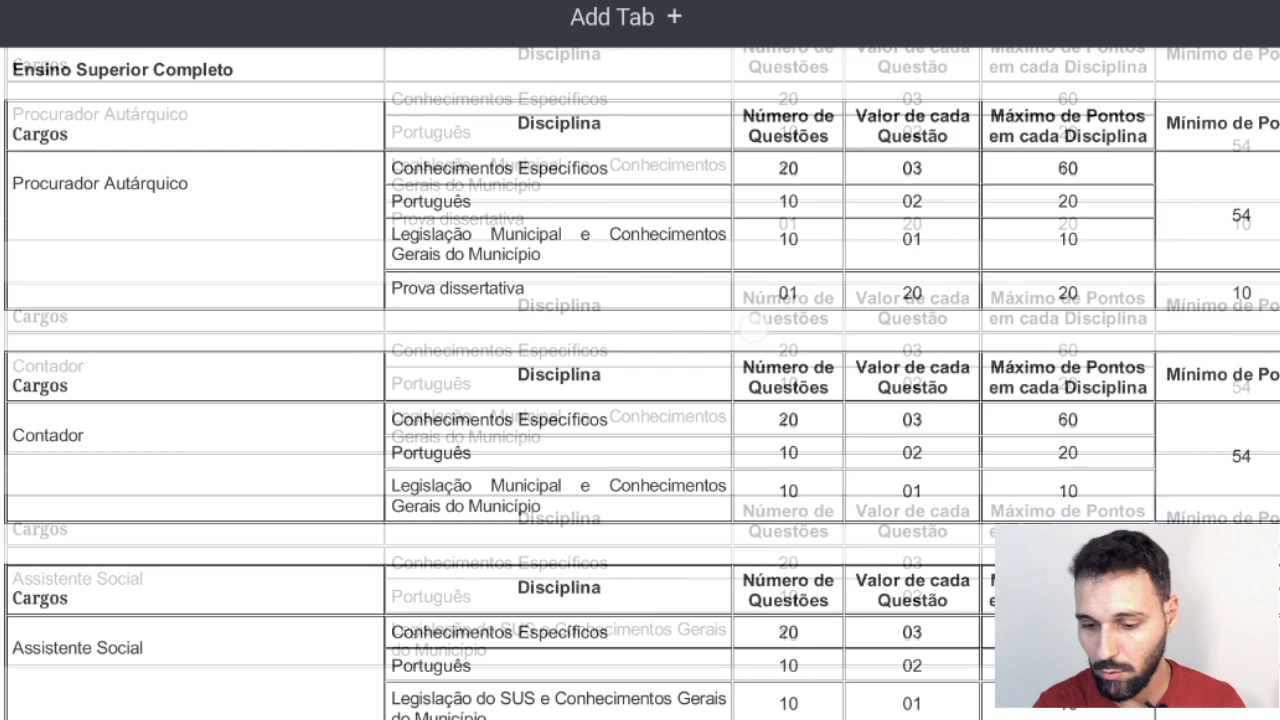 Add Tab +
Ensino Superior Completo
Cargos
Disciplina
Número de Questões
Valor de cada Questão
Máximo de Pontos em cada Disciplina
Mínimo de Po
Procurador Autárquico
Conhecimentos Específicos 20 03 60
Português 10 02 20
54
Legislação Municipal e Conhecimentos
Gerais do Município
10 01 10
Prova dissertativa 01 20 20 10
Cargos
Disciplina
Número de Questões
Valor de cada Questão
Máximo de Pontos em cada Disciplina
Mínimo de Po
Contador
Conhecimentos Específicos 20 03 60
Português 10 02 20
54
Legislação Municipal e Conhecimentos
Gerais do Município
10 01 10
Cargos
Disciplina
Número de Questões
Valor de cada Questão
Assistente Social
Conhecimentos Específicos 20 03
Português 10 02
Legislação do SUS e Conhecimentos Gerais
do Município
10 01